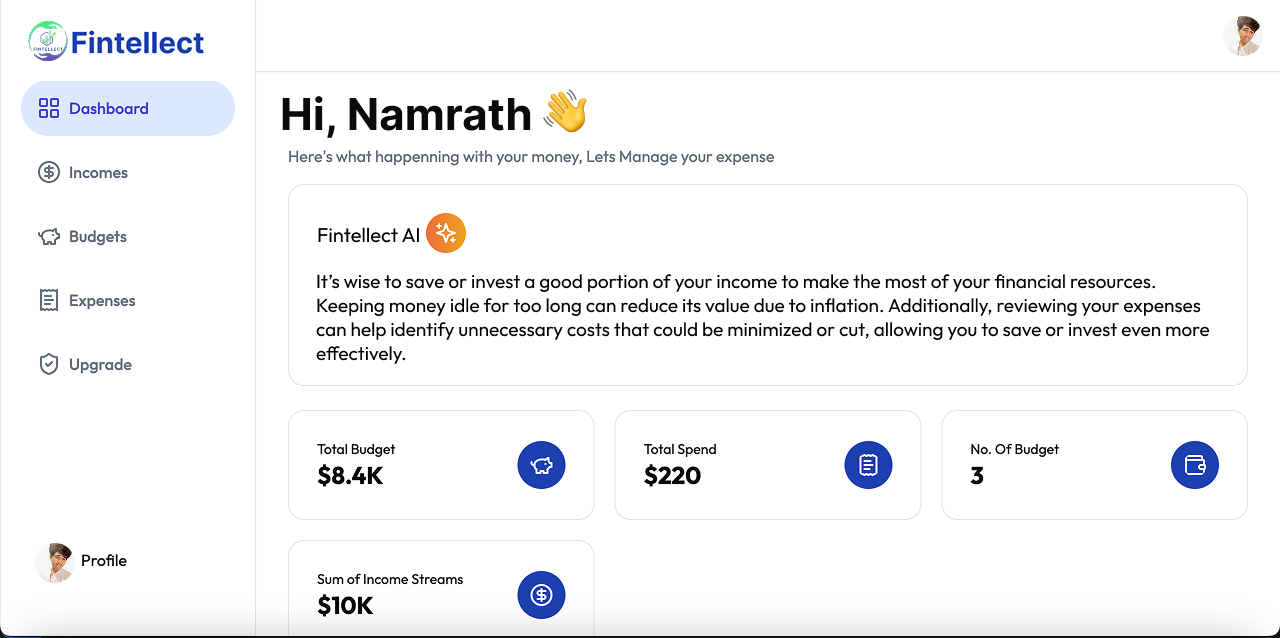 FINTELLECT
Fintellect
Dashboard
Incomes
Budgets
Expenses
Upgrade
Profile
Hi, Namrath 👋
Here's what happenning with your money, Lets Manage your expense
Fintellect AI
It’s wise to save or invest a good portion of your income to make the most of your financial resources.
Keeping money idle for too long can reduce its value due to inflation. Additionally, reviewing your expenses
can help identify unnecessary costs that could be minimized or cut, allowing you to save or invest even more
effectively.
Total Budget
$8.4K
Total Spend
$220
No. Of Budget
3
Sum of Income Streams
$10K